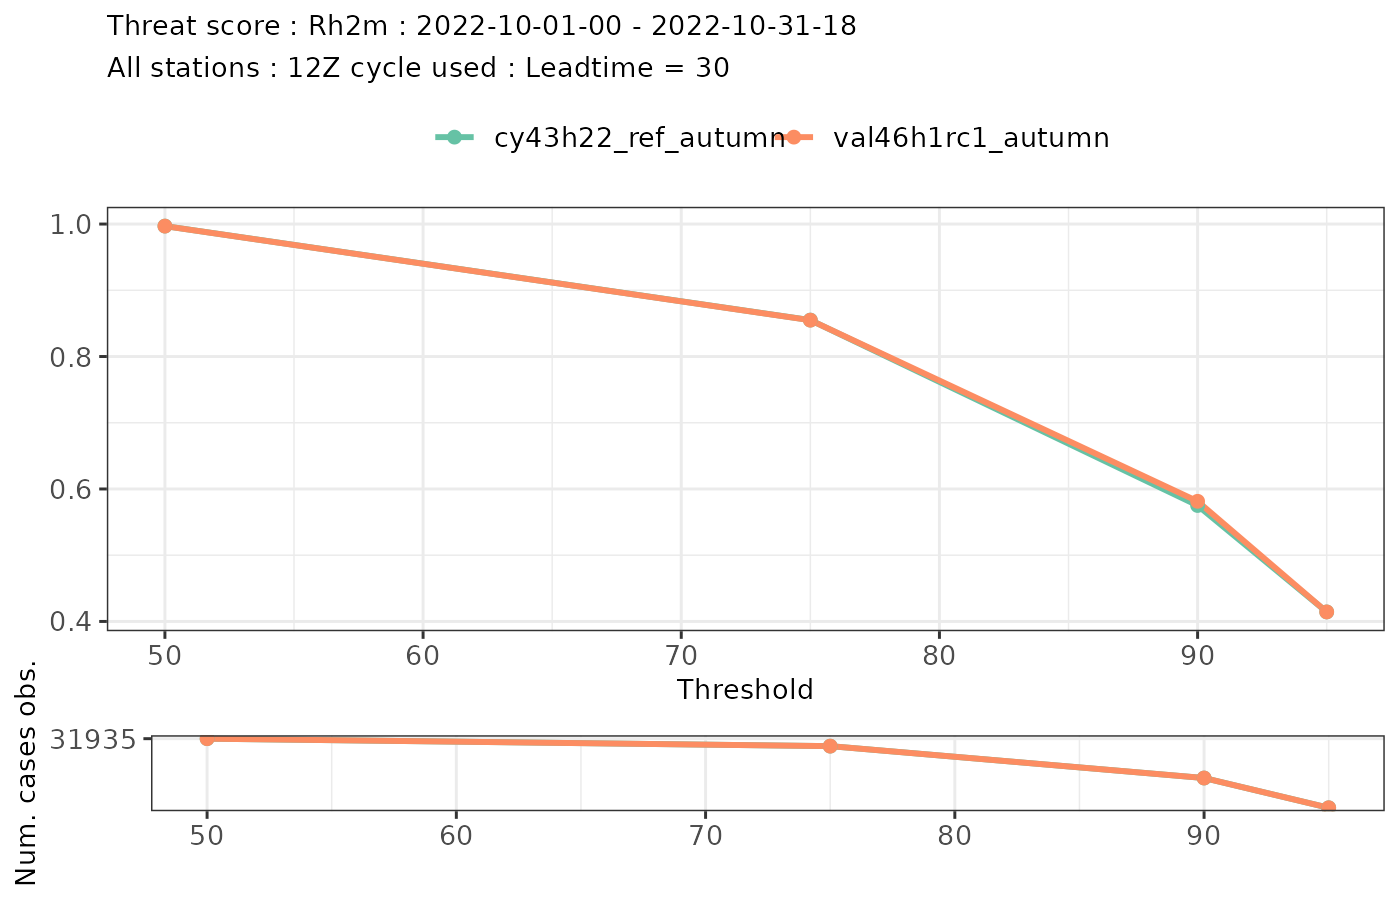 Threat score : Rh2m : 2022-10-01-00 - 2022-10-31-18
All stations : 12Z cycle used : Leadtime = 30
cy43h22_ref_autumn val46h1rc1_autumn
1.0
0.8
0.6
0.4
50 60 70 80 90
Threshold
Num. cases obs.
31935
50 60 70 80 90